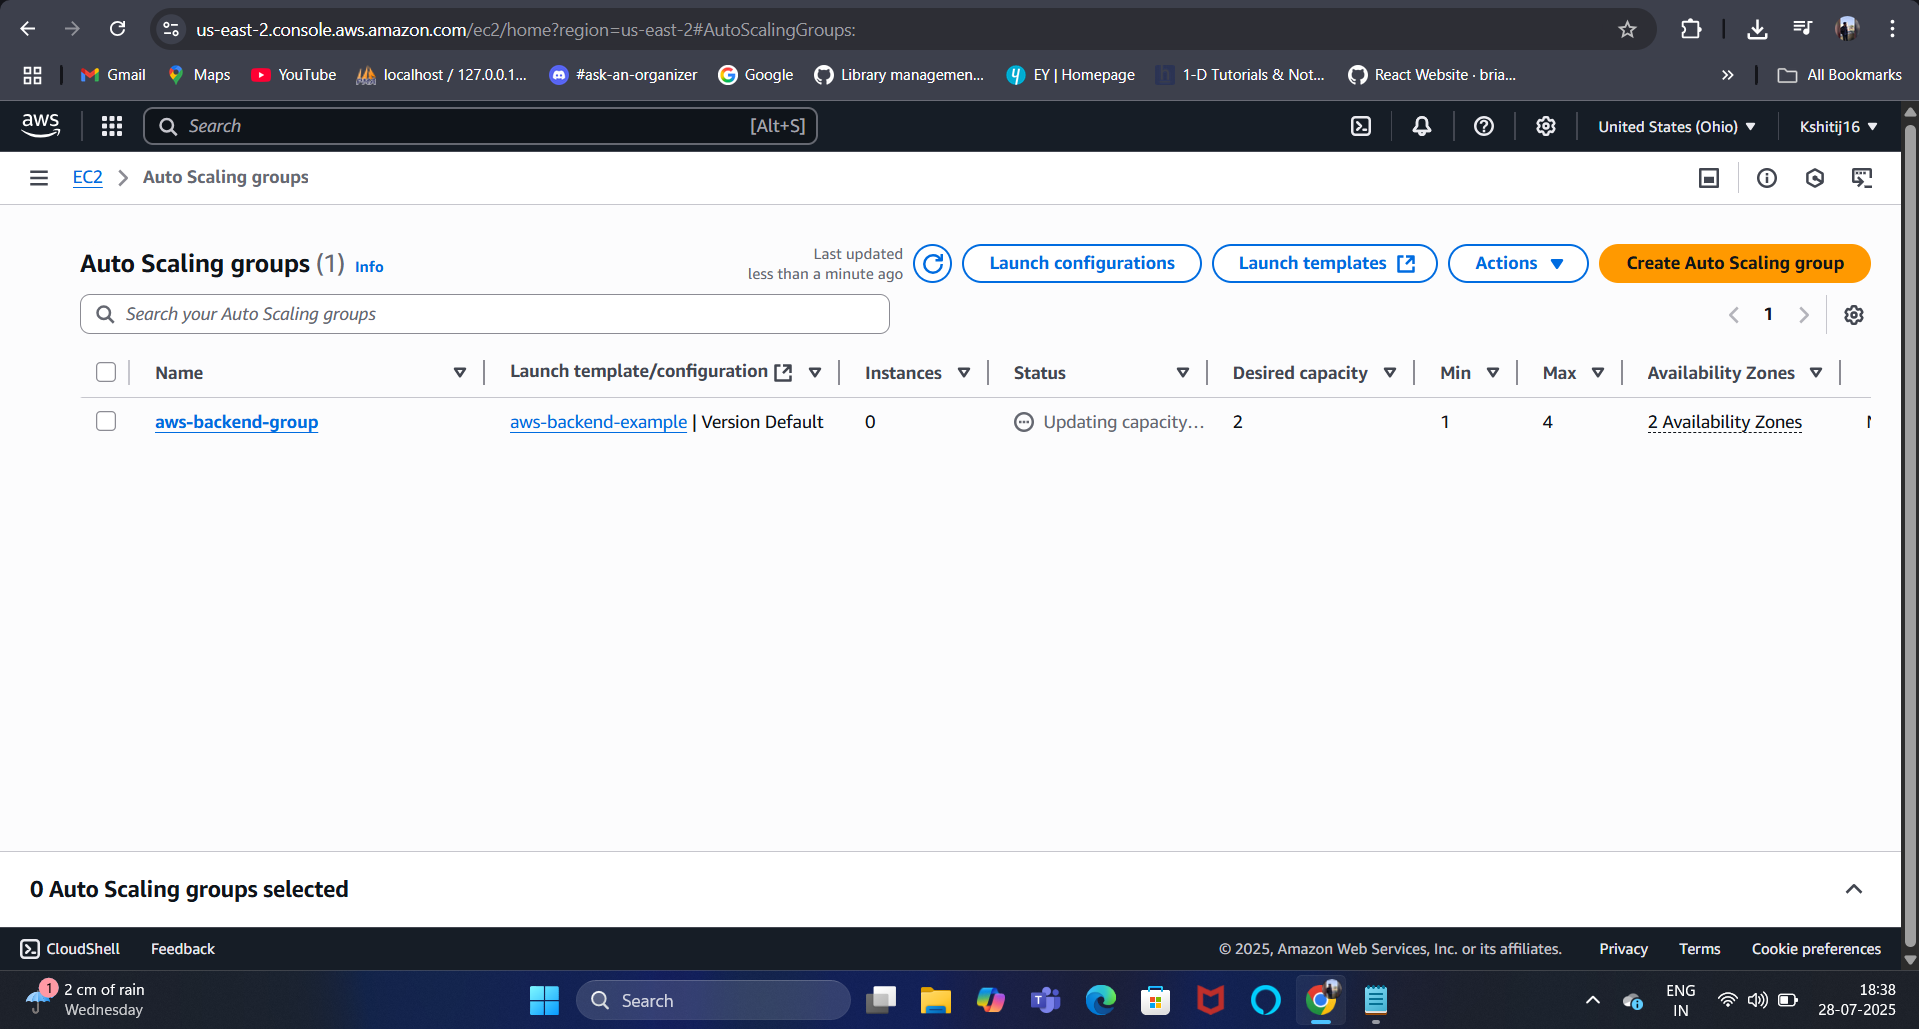 us-east-2.console.aws.amazon.com/ec2/home?region=us-east-2#AutoScalingGroups:
Gmail Maps YouTube localhost / 127.0.0.1... #ask-an-organizer Google Library managemen... EY | Homepage 1-D Tutorials & Not... React Website · bria... » All Bookmarks
aws Search [Alt+S] United States (Ohio) Kshitij16
EC2 Auto Scaling groups
Auto Scaling groups (1) Info
Last updated
less than a minute ago
Launch configurations Launch templates Actions Create Auto Scaling group
Search your Auto Scaling groups
1
Name Launch template/configuration Instances Status Desired capacity Min Max Availability Zones
aws-backend-group aws-backend-example | Version Default 0 Updating capacity... 2 1 4 2 Availability Zones
0 Auto Scaling groups selected
CloudShell Feedback © 2025, Amazon Web Services, Inc. or its affiliates. Privacy Terms Cookie preferences
1
2 cm of rain
Wednesday
Search
ENG
IN
18:38
28-07-2025